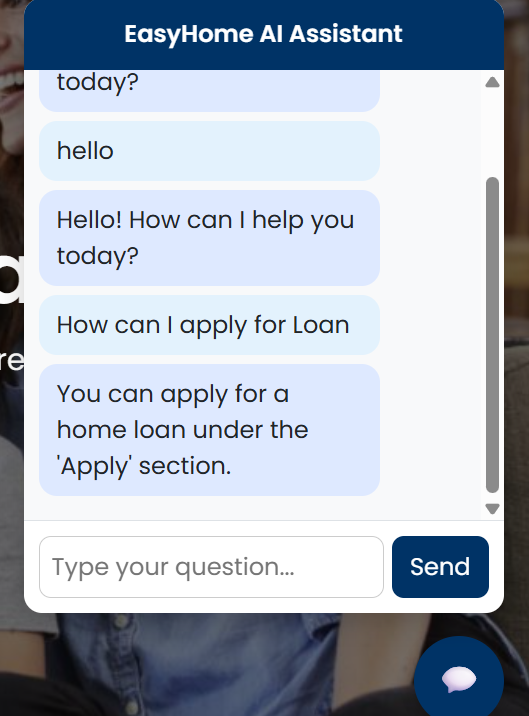 EasyHome AI Assistant
today?
hello
Hello! How can I help you
today?
How can I apply for Loan
You can apply for a
home loan under the
'Apply' section.
re
Type your question...
Send